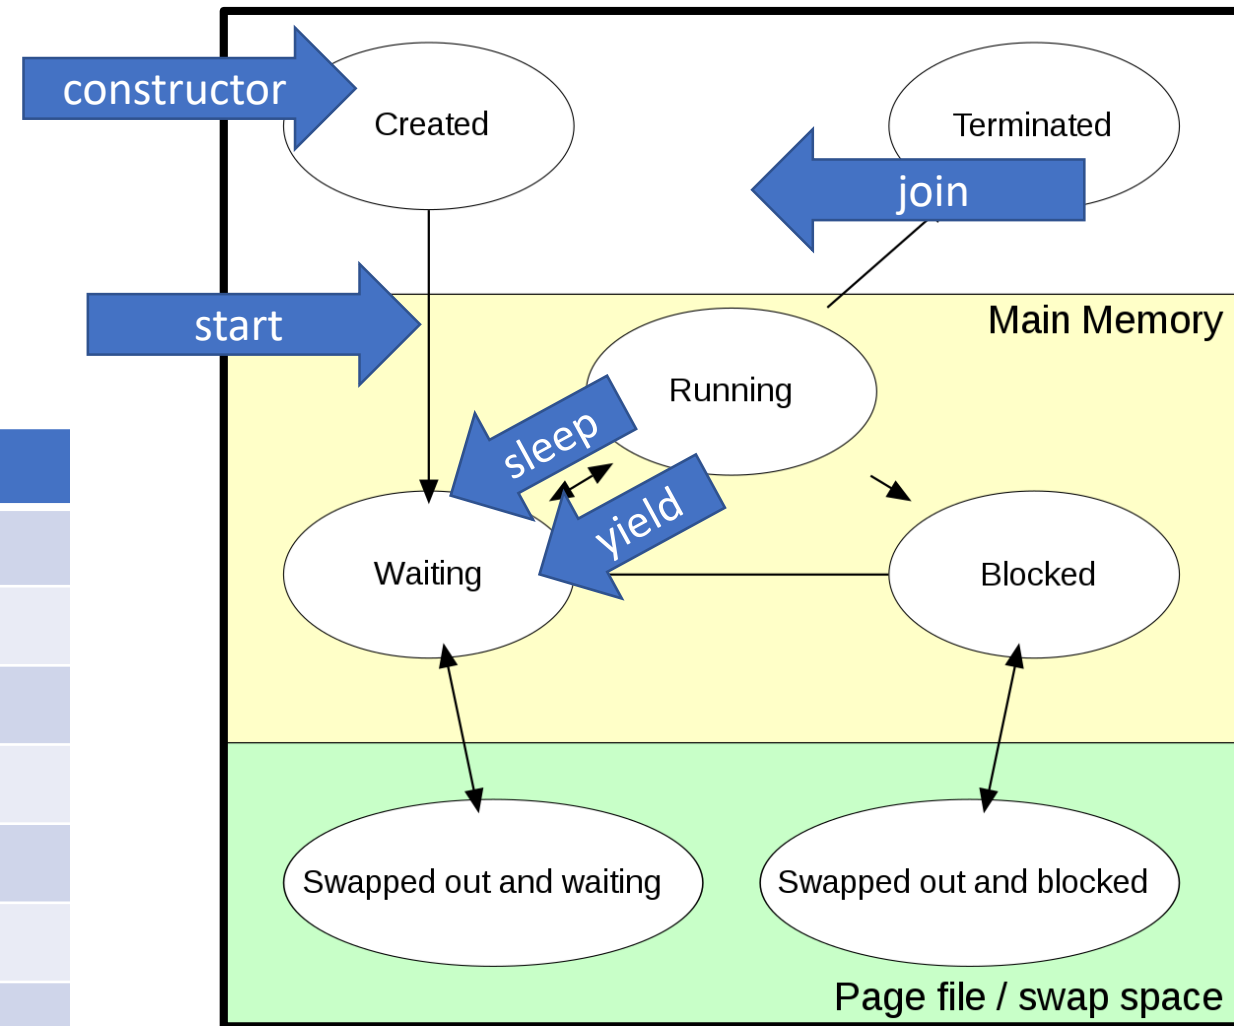 constructor
Created
Terminated
join
start
Main Memory
Running
sleep
yield
Waiting
Blocked
Swapped out and waiting
Swapped out and blocked
Page file / swap space